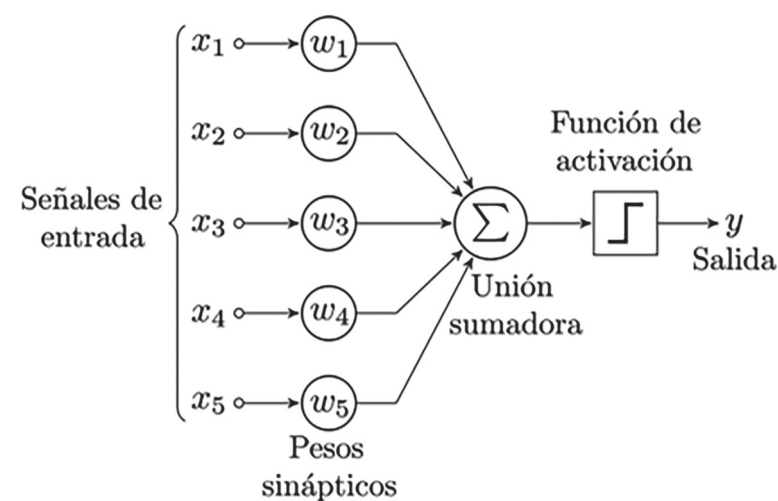 x1
w1
x2
w2
Función de
activación
Señales de
entrada
x3
w3
Σ
y
Salida
Unión
sumadora
x4
w4
x5
w5
Pesos
sinápticos